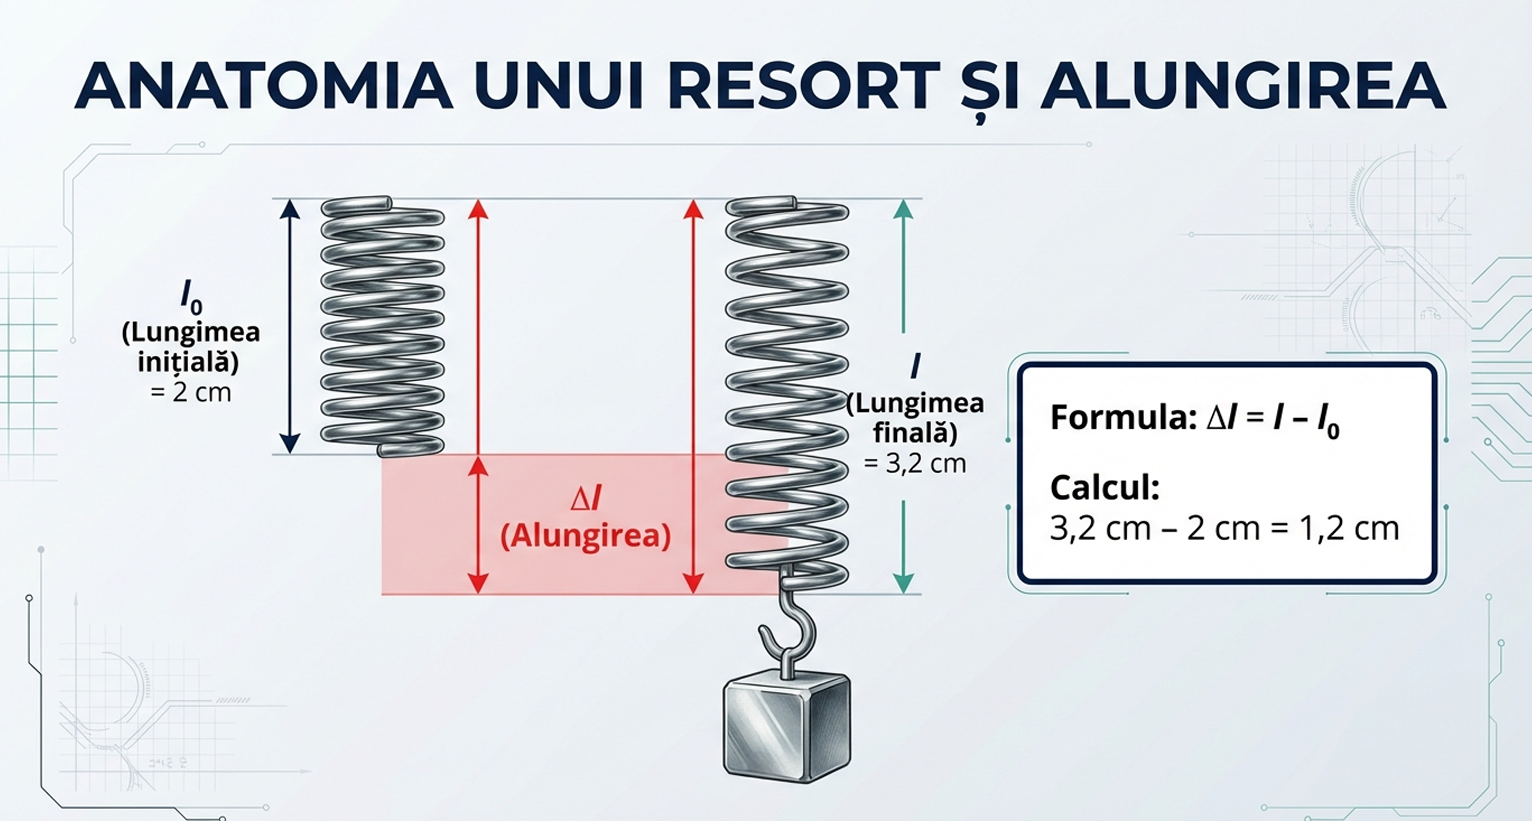 ANATOMIA UNUI RESORT ȘI ALUNGIREA
l₀
(Lungimea
inițială)
= 2 cm
Δl
(Alungirea)
l
(Lungimea
finală)
= 3,2 cm
Formula: Δl = l – l₀
Calcul:
3,2 cm – 2 cm = 1,2 cm